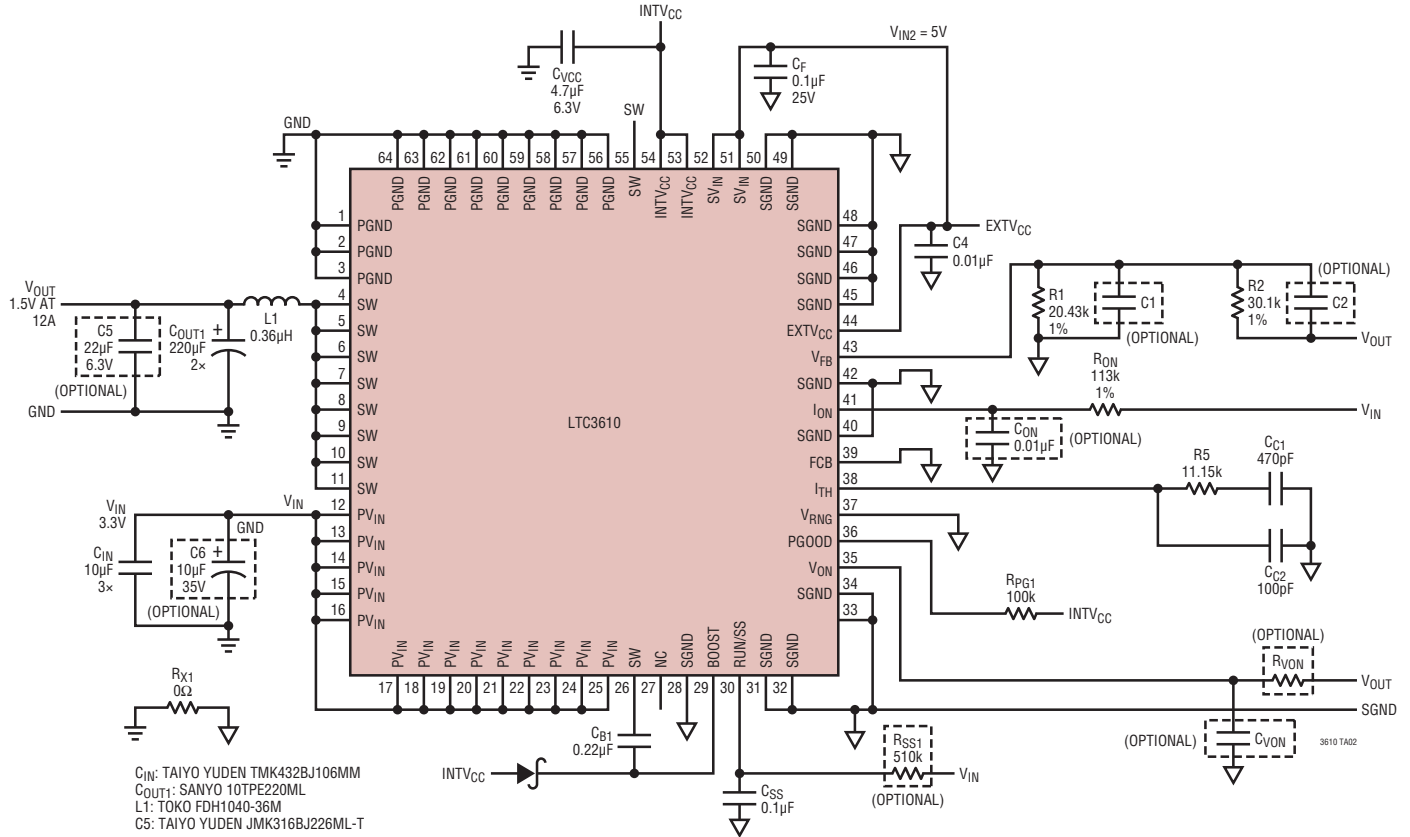 INTVCC
VIN2 = 5V
CVCC
4.7µF
6.3V
CF
0.1µF
25V
SW
GND
64 63 62 61 60 59 58 57 56 55 54 53 52 51 50 49
PGND PGND PGND PGND PGND PGND PGND PGND PGND SW INTVCC INTVCC SVIN SVIN SGND SGND
1 PGND
2 PGND
3 PGND
4 SW
5 SW
6 SW
7 SW
8 SW
9 SW
10 SW
11 SW
12 PVIN
13 PVIN
14 PVIN
15 PVIN
16 PVIN
LTC3610
SGND 48
SGND 47
SGND 46
SGND 45
EXTVCC 44
VFB 43
SGND 42
ION 41
SGND 40
FCB 39
ITH 38
VRNG 37
PGOOD 36
VON 35
SGND 34
33
PVIN PVIN PVIN PVIN PVIN PVIN PVIN PVIN PVIN SW NC SGND BOOST RUN/SS SGND SGND
17 18 19 20 21 22 23 24 25 26 27 28 29 30 31 32
VOUT
1.5V AT
12A
C5
22µF
6.3V
(OPTIONAL)
COUT1
220µF
2×
+
L1
0.36µH
GND
VIN
3.3V
VIN
GND
CIN
10µF
3×
C6
10µF
35V
+
(OPTIONAL)
RX1
0Ω
EXTVCC
C4
0.01µF
R1
20.43k
1%
C1
(OPTIONAL)
R2
30.1k
1%
(OPTIONAL)
C2
VOUT
RON
113k
1%
VIN
CON
0.01µF
(OPTIONAL)
R5
11.15k
CC1
470pF
CC2
100pF
RPG1
100k
INTVCC
(OPTIONAL)
RVON
VOUT
SGND
(OPTIONAL)
CVON
3610 TA02
CB1
0.22µF
INTVCC
RSS1
510k
VIN
(OPTIONAL)
CSS
0.1µF
CIN: TAIYO YUDEN TMK432BJ106MM
COUT1: SANYO 10TPE220ML
L1: TOKO FDH1040-36M
C5: TAIYO YUDEN JMK316BJ226ML-T